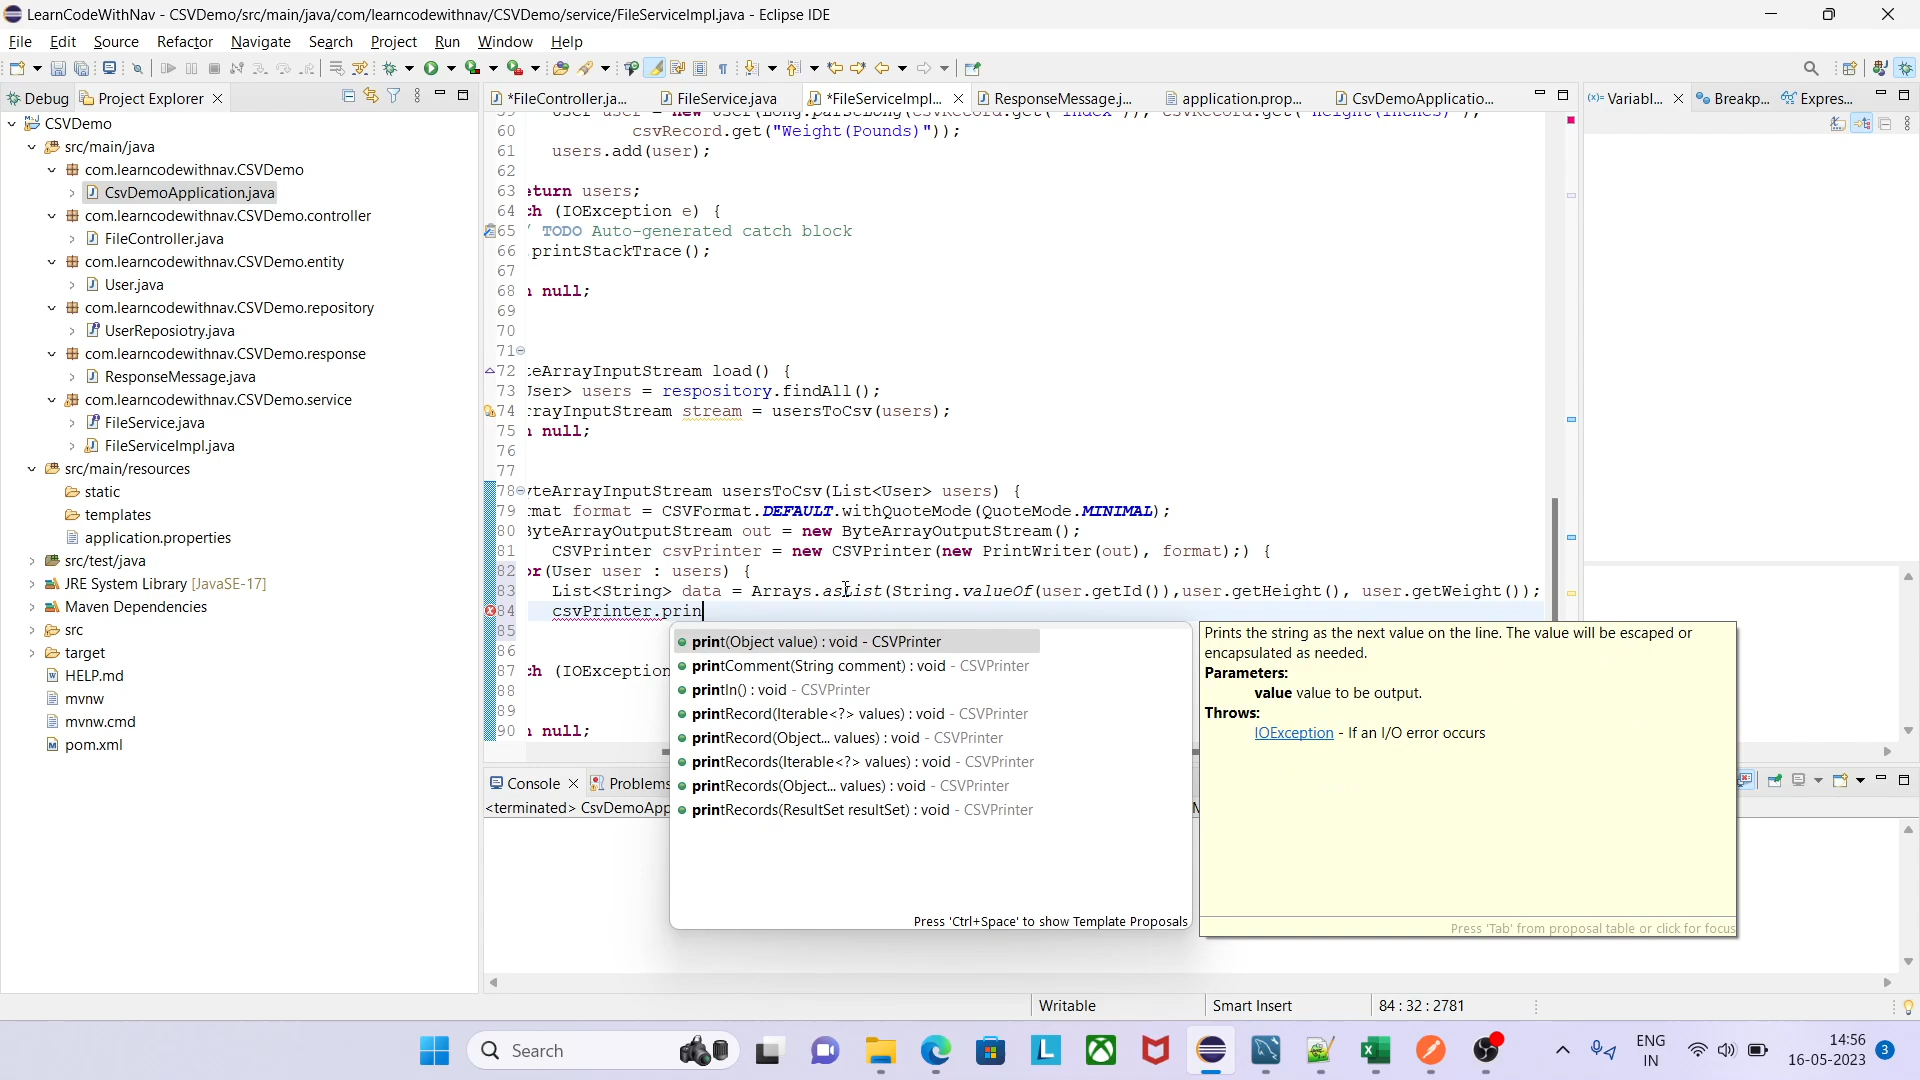 LearnCodeWithNav - CSVDemo/src/main/java/com/learncodewithnav/CSVDemo/service/FileServiceImpl.java - Eclipse IDE
File Edit Source Refactor Navigate Search Project Run Window Help
Debug Project Explorer
*FileController.ja... FileService.java *FileServiceImpl... ResponseMessage.j... application.prop... CsvDemoApplicatio...
Variabl... Breakp... Expres...
CSVDemo
src/main/java
com.learncodewithnav.CSVDemo
CsvDemoApplication.java
com.learncodewithnav.CSVDemo.controller
FileController.java
com.learncodewithnav.CSVDemo.entity
User.java
com.learncodewithnav.CSVDemo.repository
UserReposiotry.java
com.learncodewithnav.CSVDemo.response
ResponseMessage.java
com.learncodewithnav.CSVDemo.service
FileService.java
FileServiceImpl.java
src/main/resources
static
templates
application.properties
src/test/java
JRE System Library [JavaSE-17]
Maven Dependencies
src
target
HELP.md
mvnw
mvnw.cmd
pom.xml
60 csvRecord.get("Weight(Pounds)"));
61 users.add(user);
62
63 eturn users;
64 ch (IOException e) {
65 / TODO Auto-generated catch block
66 .printStackTrace();
67
68 n null;
69
70
71
72 teArrayInputStream load() {
73 User> users = respository.findAll();
74 rrayInputStream stream = usersToCsv(users);
75 n null;
76
77
78 yteArrayInputStream usersToCsv(List<User> users) {
79 rmat format = CSVFormat.DEFAULT.withQuoteMode(QuoteMode.MINIMAL);
80 ByteArrayOutputStream out = new ByteArrayOutputStream();
81 CSVPrinter csvPrinter = new CSVPrinter(new PrintWriter(out), format);) {
82 or(User user : users) {
83 List<String> data = Arrays.asList(String.valueOf(user.getId()),user.getHeight(), user.getWeight());
84 csvPrinter.prin
85
86
87 ch (IOException
88
89
90 n null;
print(Object value) : void - CSVPrinter
printComment(String comment) : void - CSVPrinter
println() : void - CSVPrinter
printRecord(Iterable<?> values) : void - CSVPrinter
printRecord(Object... values) : void - CSVPrinter
printRecords(Iterable<?> values) : void - CSVPrinter
printRecords(Object... values) : void - CSVPrinter
printRecords(ResultSet resultSet) : void - CSVPrinter
Press 'Ctrl+Space' to show Template Proposals
Prints the string as the next value on the line. The value will be escaped or
encapsulated as needed.
Parameters:
value value to be output.
Throws:
IOException - If an I/O error occurs
Press 'Tab' from proposal table or click for focus
Console Problems
<terminated> CsvDemoApp
Writable Smart Insert 84 : 32 : 2781
Search
ENG
IN
14:56
16-05-2023
3